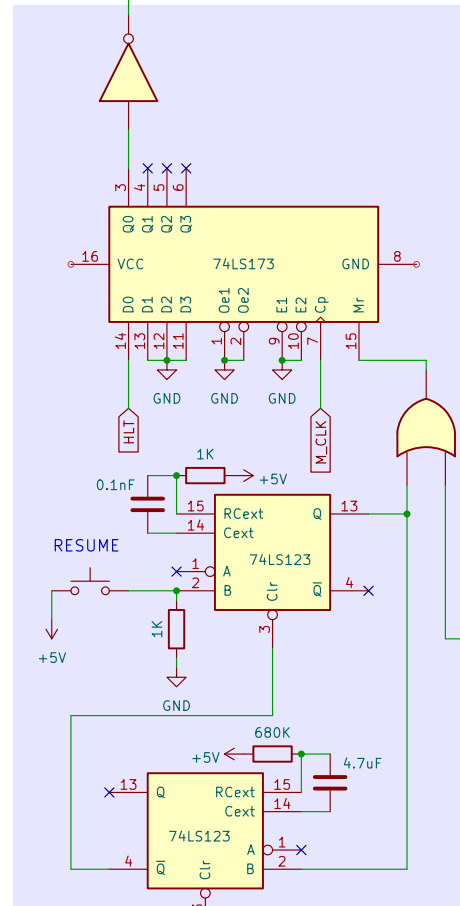 3 4 5 6
Q0 Q1 Q2 Q3
16 VCC 74LS173 GND 8
D0 D1 D2 D3 Oe1 Oe2 E1 E2 Cp Mr
14 13 12 11 1 2 9 10 7 15
GND GND GND
HLT M_CLK
1K
+5V
0.1nF
15 RCext Q 13
14 Cext
RESUME
74LS123
1 A
2 B Clr Q 4
1K
3
+5V
GND
680K
+5V 4.7uF
13 Q RCext 15
Cext 14
74LS123
A 1
4 Q Clr B 2